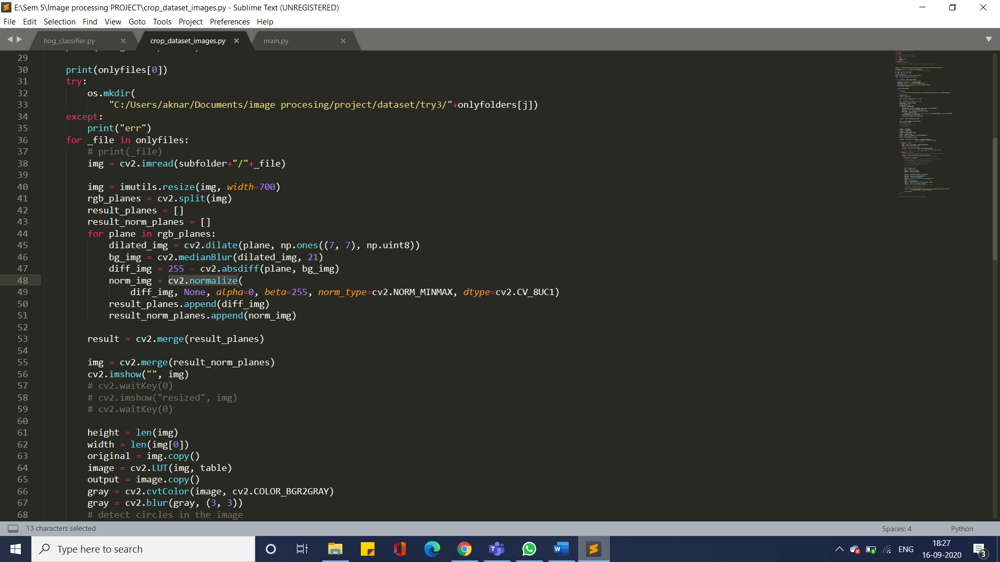 E:\Sem 5\Image processing PROJECT\crop_dataset_images.py - Sublime Text (UNREGISTERED)
File Edit Selection Find View Goto Tools Project Preferences Help
hog_classifier.py crop_dataset_images.py main.py
29
30 print(onlyfiles[0])
31 try:
32 os.mkdir(
33 "C:/Users/aknar/Documents/image procesing/project/dataset/try3/"+onlyfolders[j])
34 except:
35 print("err")
36 for _file in onlyfiles:
37 # print(_file)
38 img = cv2.imread(subfolder+"/"+_file)
39
40 img = imutils.resize(img, width=700)
41 rgb_planes = cv2.split(img)
42 result_planes = []
43 result_norm_planes = []
44 for plane in rgb_planes:
45 dilated_img = cv2.dilate(plane, np.ones((7, 7), np.uint8))
46 bg_img = cv2.medianBlur(dilated_img, 21)
47 diff_img = 255 - cv2.absdiff(plane, bg_img)
48 norm_img = cv2.normalize(
49 diff_img, None, alpha=0, beta=255, norm_type=cv2.NORM_MINMAX, dtype=cv2.CV_8UC1)
50 result_planes.append(diff_img)
51 result_norm_planes.append(norm_img)
52
53 result = cv2.merge(result_planes)
54
55 img = cv2.merge(result_norm_planes)
56 cv2.imshow("", img)
57 # cv2.waitKey(0)
58 # cv2.imshow("resized", img)
59 # cv2.waitKey(0)
60
61 height = len(img)
62 width = len(img[0])
63 original = img.copy()
64 image = cv2.LUT(img, table)
65 output = image.copy()
66 gray = cv2.cvtColor(image, cv2.COLOR_BGR2GRAY)
67 gray = cv2.blur(gray, (3, 3))
68 # detect circles in the image
13 characters selected Spaces: 4 Python
Type here to search ENG 18:27
16-09-2020 3